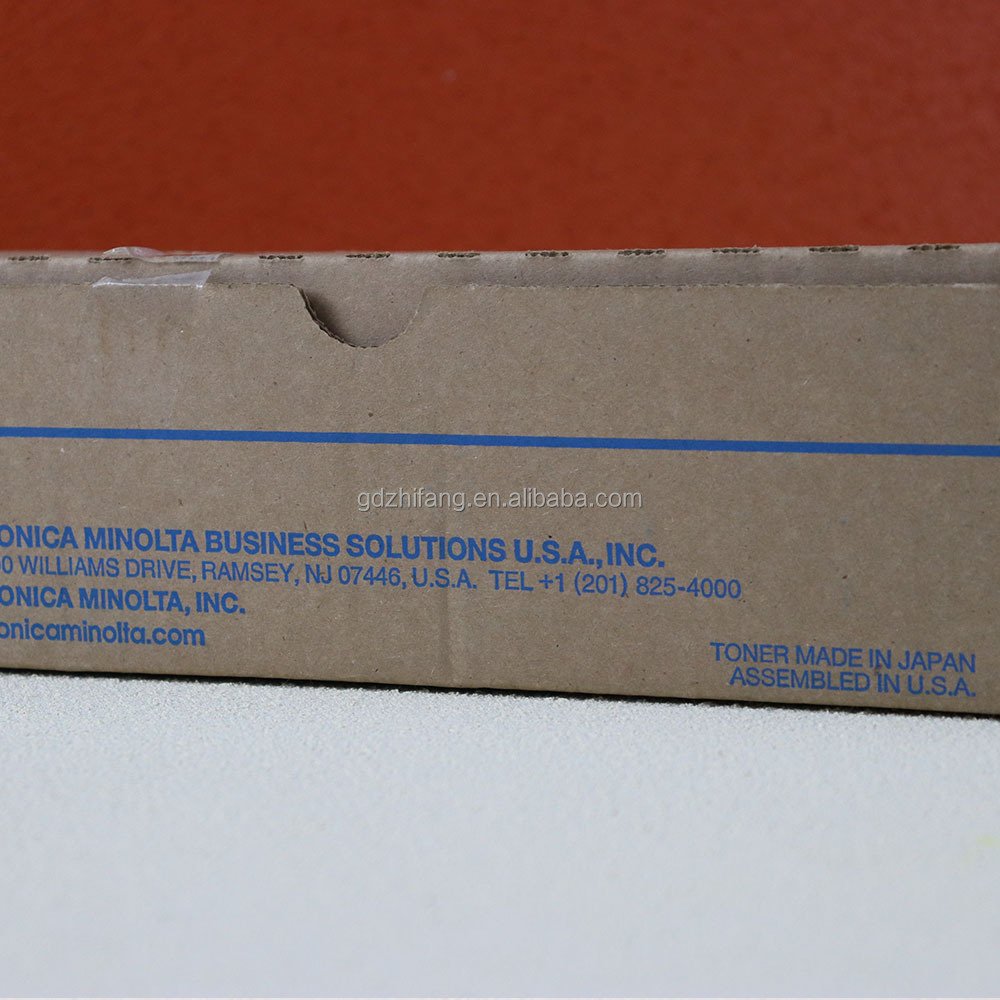 gdzhifang.en.alibaba.com
ONICA MINOLTA BUSINESS SOLUTIONS U.S.A.,INC.
0 WILLIAMS DRIVE, RAMSEY, NJ 07446, U.S.A. TEL +1 (201) 825-4000
ONICA MINOLTA, INC.
onicaminolta.com
TONER MADE IN JAPAN
ASSEMBLED IN U.S.A.